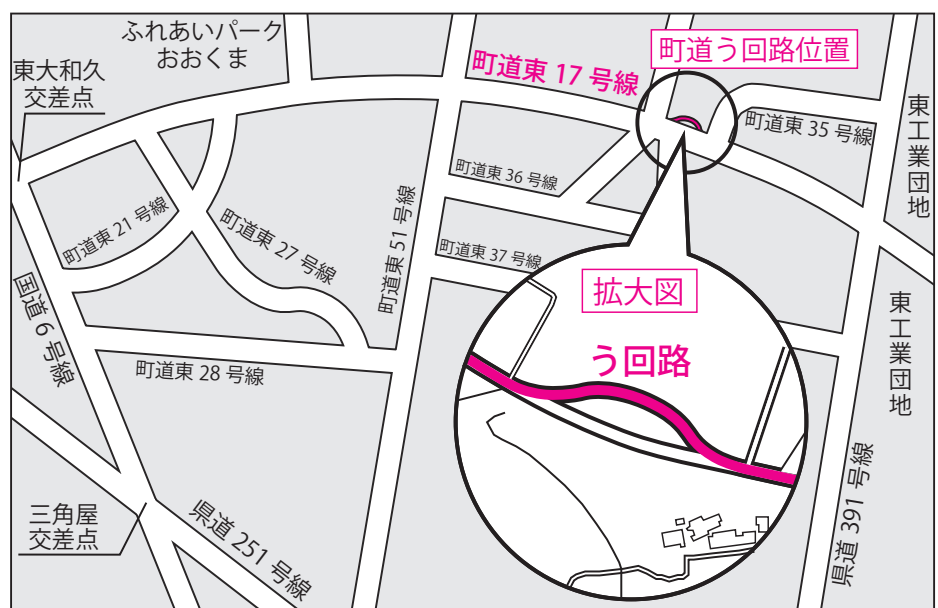 ふれあいパーク
おおくま
東大和久
交差点
町道東 17 号線
町道う回路位置
町道東 35 号線
東工業団地
町道東 36 号線
町道東 21 号線
町道東 27 号線
町道東 51 号線
町道東 37 号線
国道 6 号線
拡大図
東工業団地
う回路
町道東 28 号線
三角屋
交差点
県道 251 号線
県道 391 号線